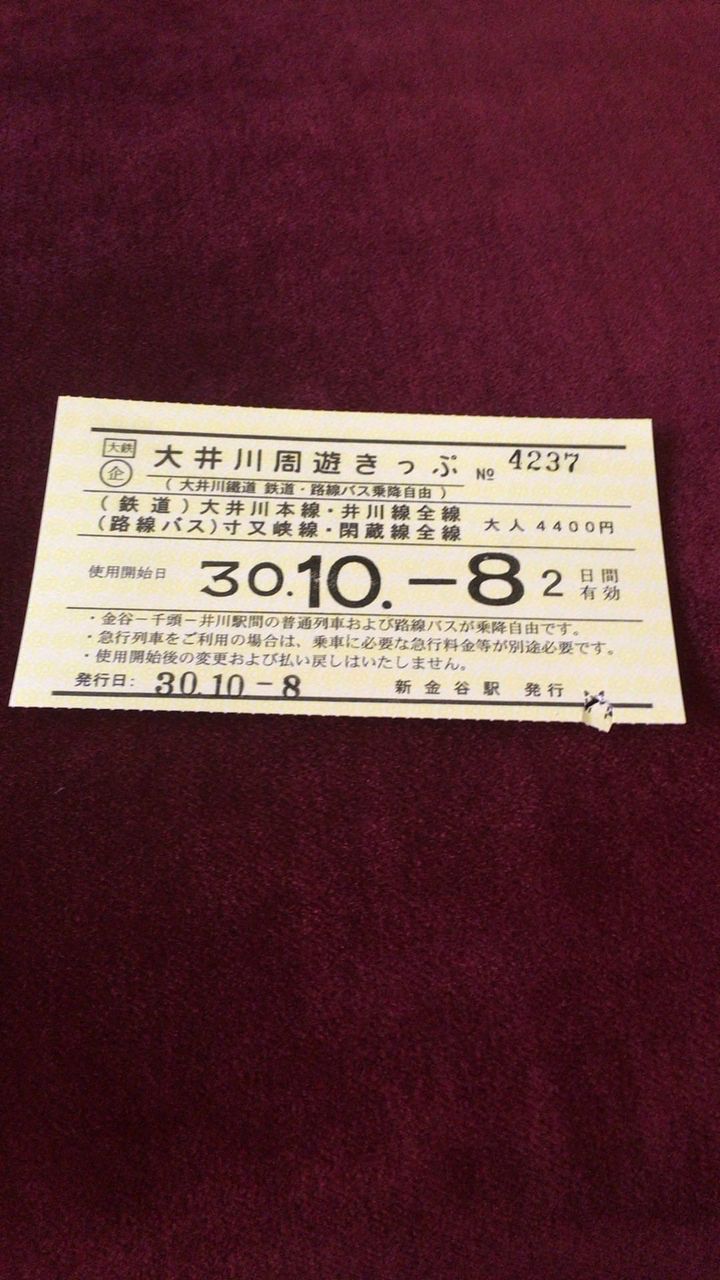 大鉄
企
大井川周遊きっぷ № 4237
(大井川鐵道 鉄道・路線バス乗降自由)
(鉄道)大井川本線・井川線全線
(路線バス)寸又峡線・閑蔵線全線 大人 4400円
使用開始日 30.10.-8 2日間有効
・金谷−千頭−井川駅間の普通列車および路線バスが乗降自由です。
・急行列車をご利用の場合は、乗車に必要な急行料金等が別途必要です。
・使用開始後の変更および払い戻しはいたしません。
発行日: 30.10-8 新金谷駅 発行